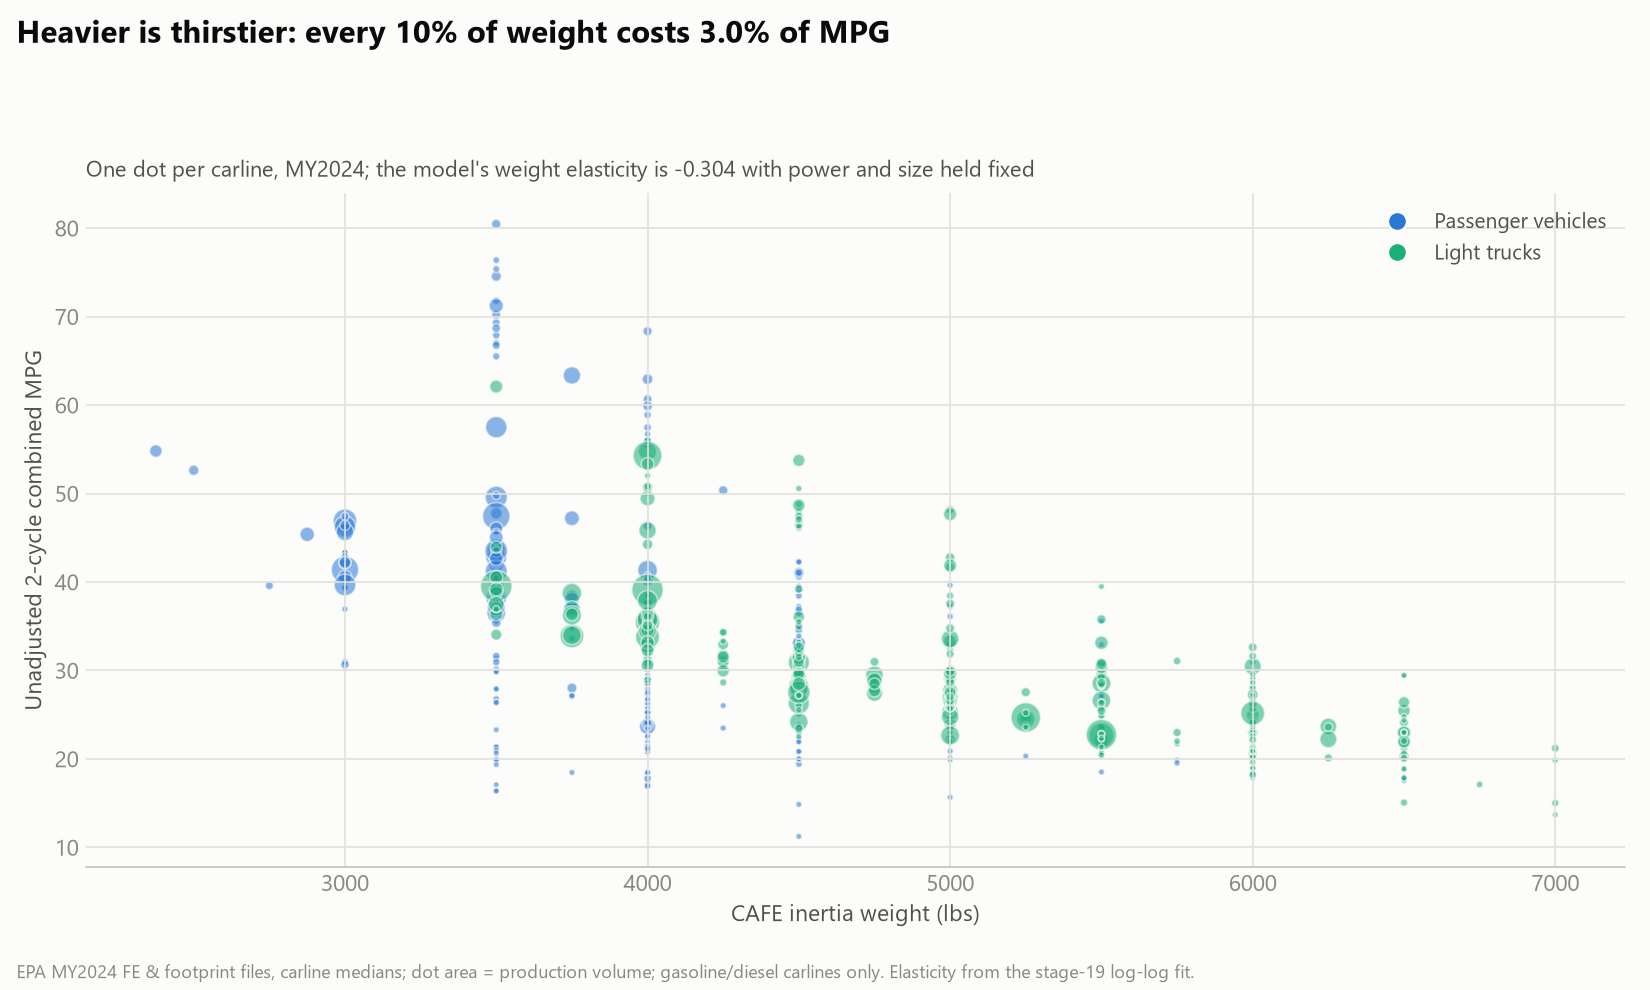 Heavier is thirstier: every 10% of weight costs 3.0% of MPG
One dot per carline, MY2024; the model's weight elasticity is -0.304 with power and size held fixed
Passenger vehicles
Light trucks
Unadjusted 2-cycle combined MPG
80
70
60
50
40
30
20
10
3000
4000
5000
6000
7000
CAFE inertia weight (lbs)
EPA MY2024 FE & footprint files, carline medians; dot area = production volume; gasoline/diesel carlines only. Elasticity from the stage-19 log-log fit.